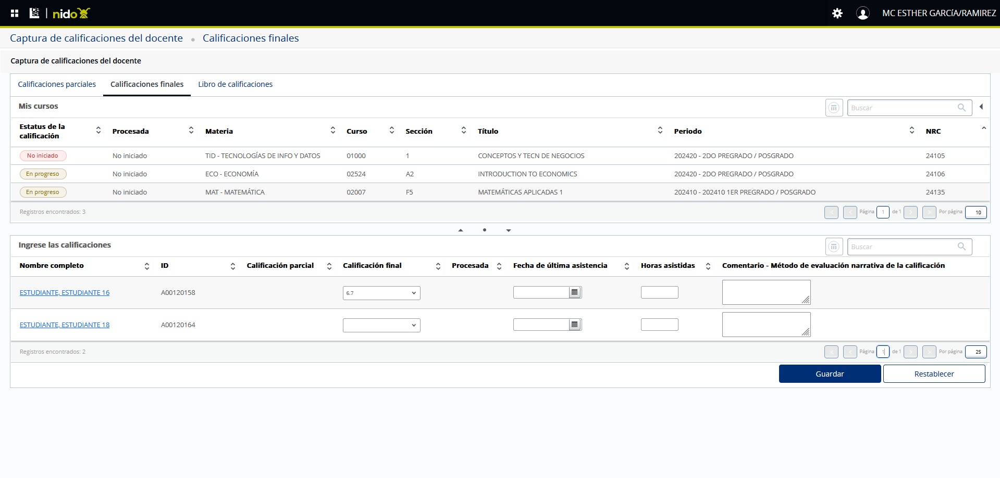 CESA | nido
MC ESTHER GARCíA/RAMIREZ
Captura de calificaciones del docente • Calificaciones finales
Captura de calificaciones del docente
Calificaciones parciales Calificaciones finales Libro de calificaciones
Mis cursos Buscar
Estatus de la calificación Procesada Materia Curso Sección Título Periodo NRC
No iniciado No iniciado TID - TECNOLOGÍAS DE INFO Y DATOS 01000 1 CONCEPTOS Y TECN DE NEGOCIOS 202420 - 2DO PREGRADO / POSGRADO 24105
En progreso No iniciado ECO - ECONOMÍA 02524 A2 INTRODUCTION TO ECONOMICS 202420 - 2DO PREGRADO / POSGRADO 24106
En progreso No iniciado MAT - MATEMÁTICA 02007 F5 MATEMÁTICAS APLICADAS 1 202410 - 202410 1ER PREGRADO / POSGRADO 24135
Registros encontrados: 3 Página 1 de 1 Por página 10
Ingrese las calificaciones Buscar
Nombre completo ID Calificación parcial Calificación final Procesada Fecha de última asistencia Horas asistidas Comentario - Método de evaluación narrativa de la calificación
ESTUDIANTE, ESTUDIANTE 16 A00120158 6.7
ESTUDIANTE, ESTUDIANTE 18 A00120164
Registros encontrados: 2 Página 1 de 1 Por página 25
Guardar Restablecer